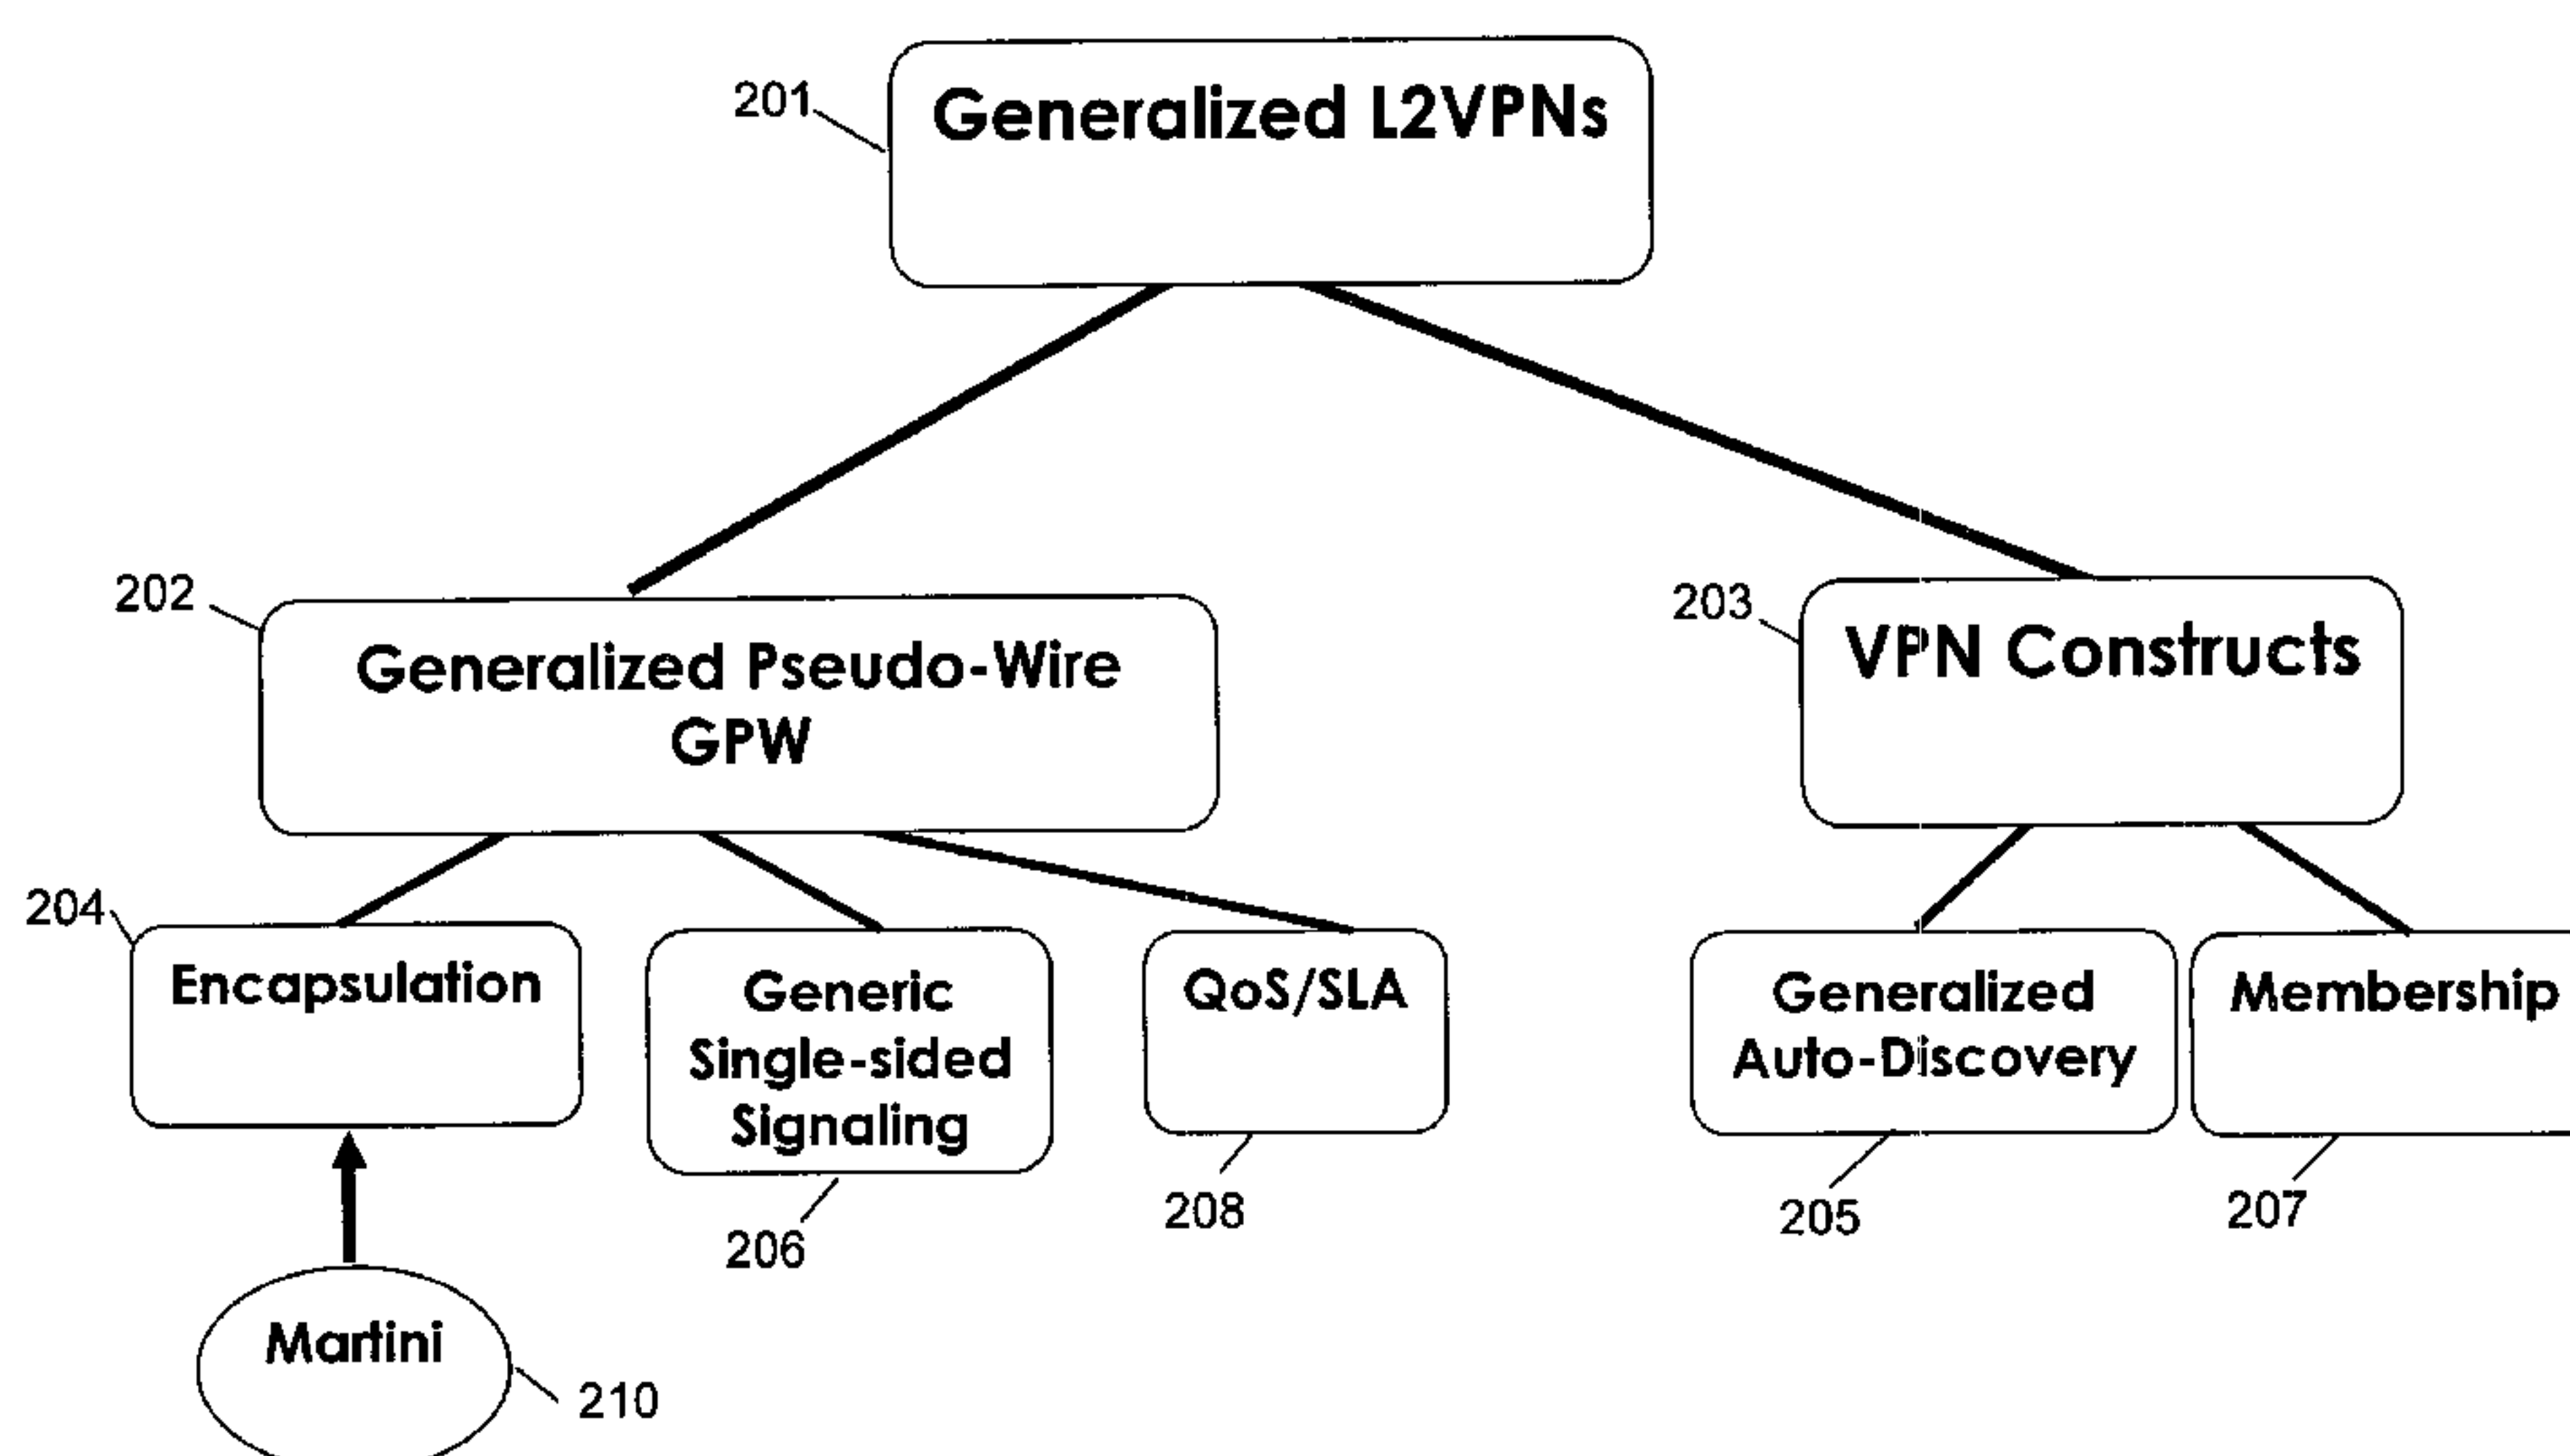 201
Generalized L2VPNs
202
Generalized Pseudo-Wire
GPW
203
VPN Constructs
204
Encapsulation
Generic
Single-sided
Signaling
QoS/SLA
Generalized
Auto-Discovery
Membership
206
208
205
207
Martini
210